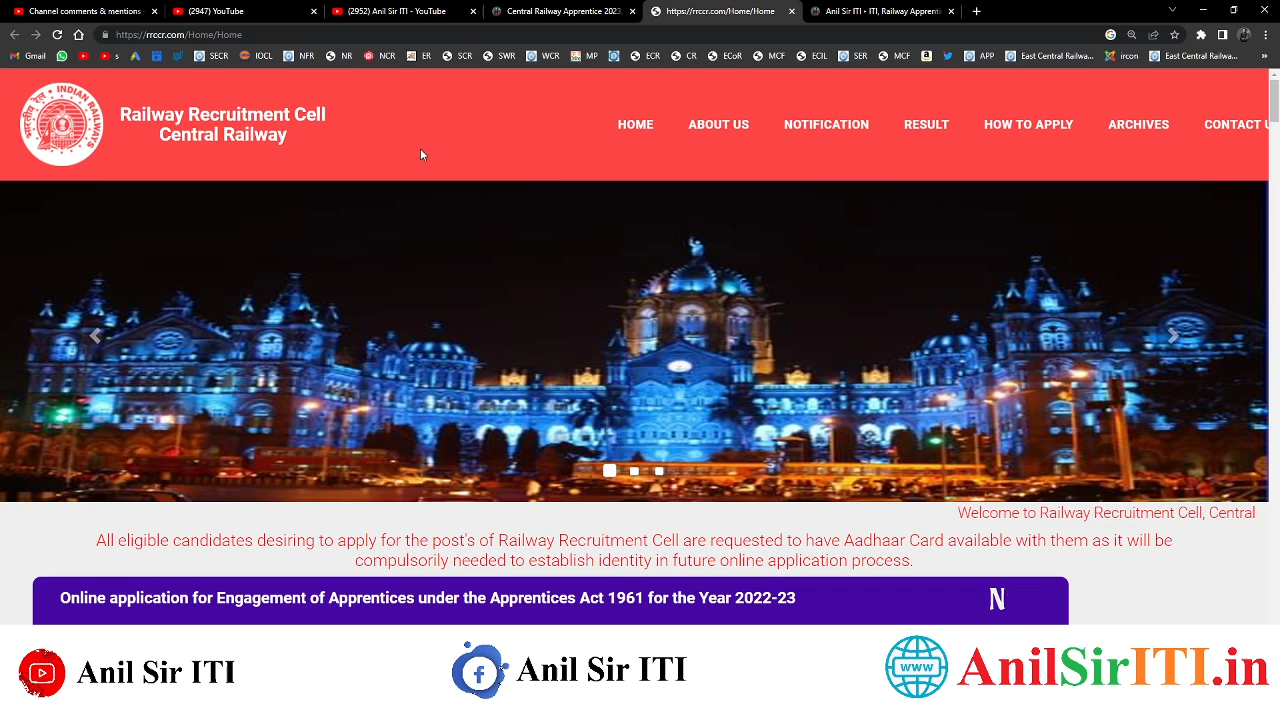 Channel comments & mentions -
(2947) YouTube
(2952) Anil Sir ITI - YouTube
Central Railway Apprentice 2023,
https://rrccr.com/Home/Home
Anil Sir ITI • ITI, Railway Apprenti
https://rrccr.com/Home/Home
Gmail
s
SECR
IOCL
NFR
NR
NCR
ER
SCR
SWR
WCR
MP
ECR
CR
ECoR
MCF
ECIL
SER
MCF
APP
East Central Railwa...
ircon
East Central Railwa...
INDIAN RAILWAYS
भारतीय रेल
Railway Recruitment Cell
Central Railway
HOME
ABOUT US
NOTIFICATION
RESULT
HOW TO APPLY
ARCHIVES
CONTACT U
Welcome to Railway Recruitment Cell, Central
All eligible candidates desiring to apply for the post's of Railway Recruitment Cell are requested to have Aadhaar Card available with them as it will be
compulsorily needed to establish identity in future online application process.
Online application for Engagement of Apprentices under the Apprentices Act 1961 for the Year 2022-23
N
Anil Sir ITI
f
Anil Sir ITI
WWW
AnilSirITI.in